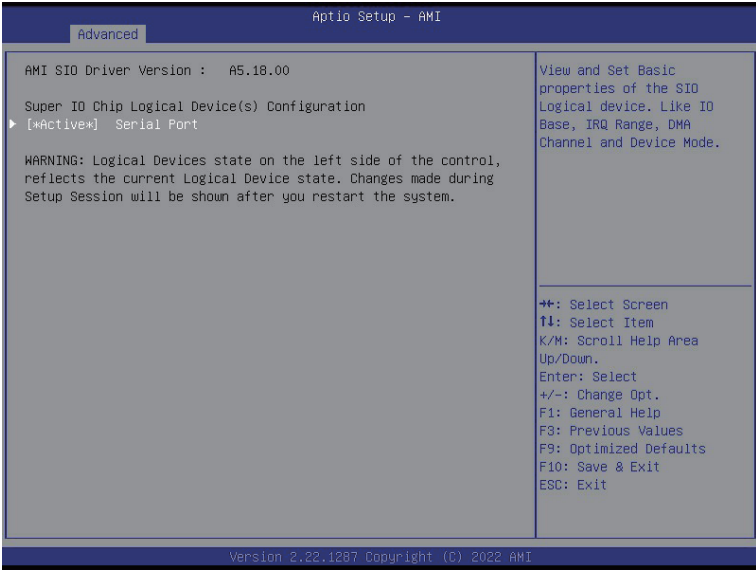 Aptio Setup – AMI
Advanced
AMI SIO Driver Version : A5.18.00
Super IO Chip Logical Device(s) Configuration
[*Active*] Serial Port
WARNING: Logical Devices state on the left side of the control,
reflects the current Logical Device state. Changes made during
Setup Session will be shown after you restart the system.
View and Set Basic
properties of the SIO
Logical device. Like IO
Base, IRQ Range, DMA
Channel and Device Mode.
→←: Select Screen
↑↓: Select Item
K/M: Scroll Help Area
Up/Down.
Enter: Select
+/-: Change Opt.
F1: General Help
F3: Previous Values
F9: Optimized Defaults
F10: Save & Exit
ESC: Exit
Version 2.22.1287 Copyright (C) 2022 AMI